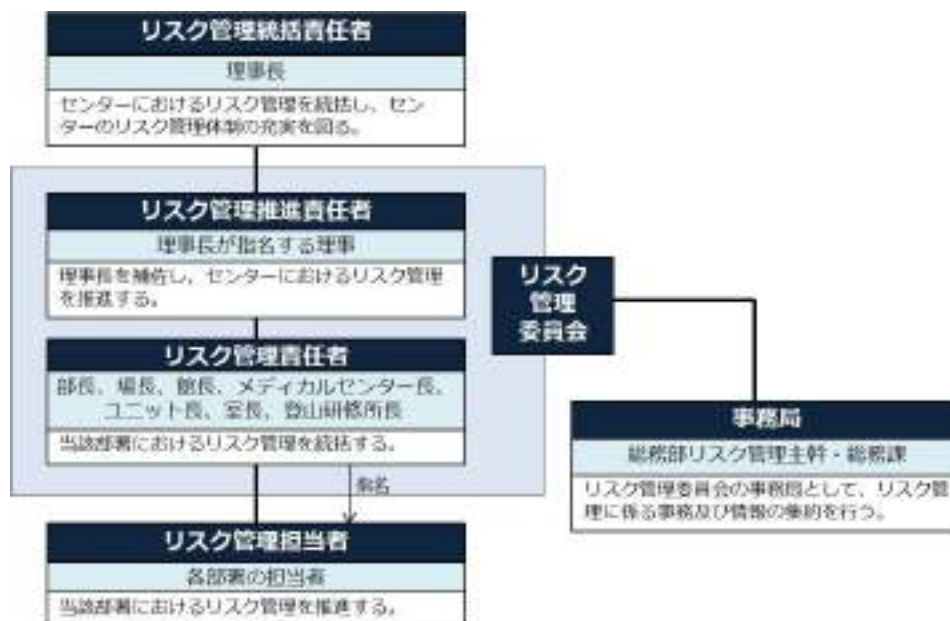 リスク管理統括責任者
理事長
センターにおけるリスク管理を統括し、セン
ターのリスク管理体制の充実を図る。
リスク管理推進責任者
理事長が指名する理事
理事長を補佐し、センターにおけるリスク管理
を推進する。
リスク
管理
委員会
リスク管理責任者
部長、場長、館長、メディカルセンター長、
ユニット長、室長、登山研修所長
当該部署におけるリスク管理を統括する。
指名
事務局
総務部リスク管理主幹・総務課
リスク管理委員会の事務局として、リスク管
理に係る事務及び情報の集約を行う。
リスク管理担当者
各部署の担当者
当該部署におけるリスク管理を推進する。